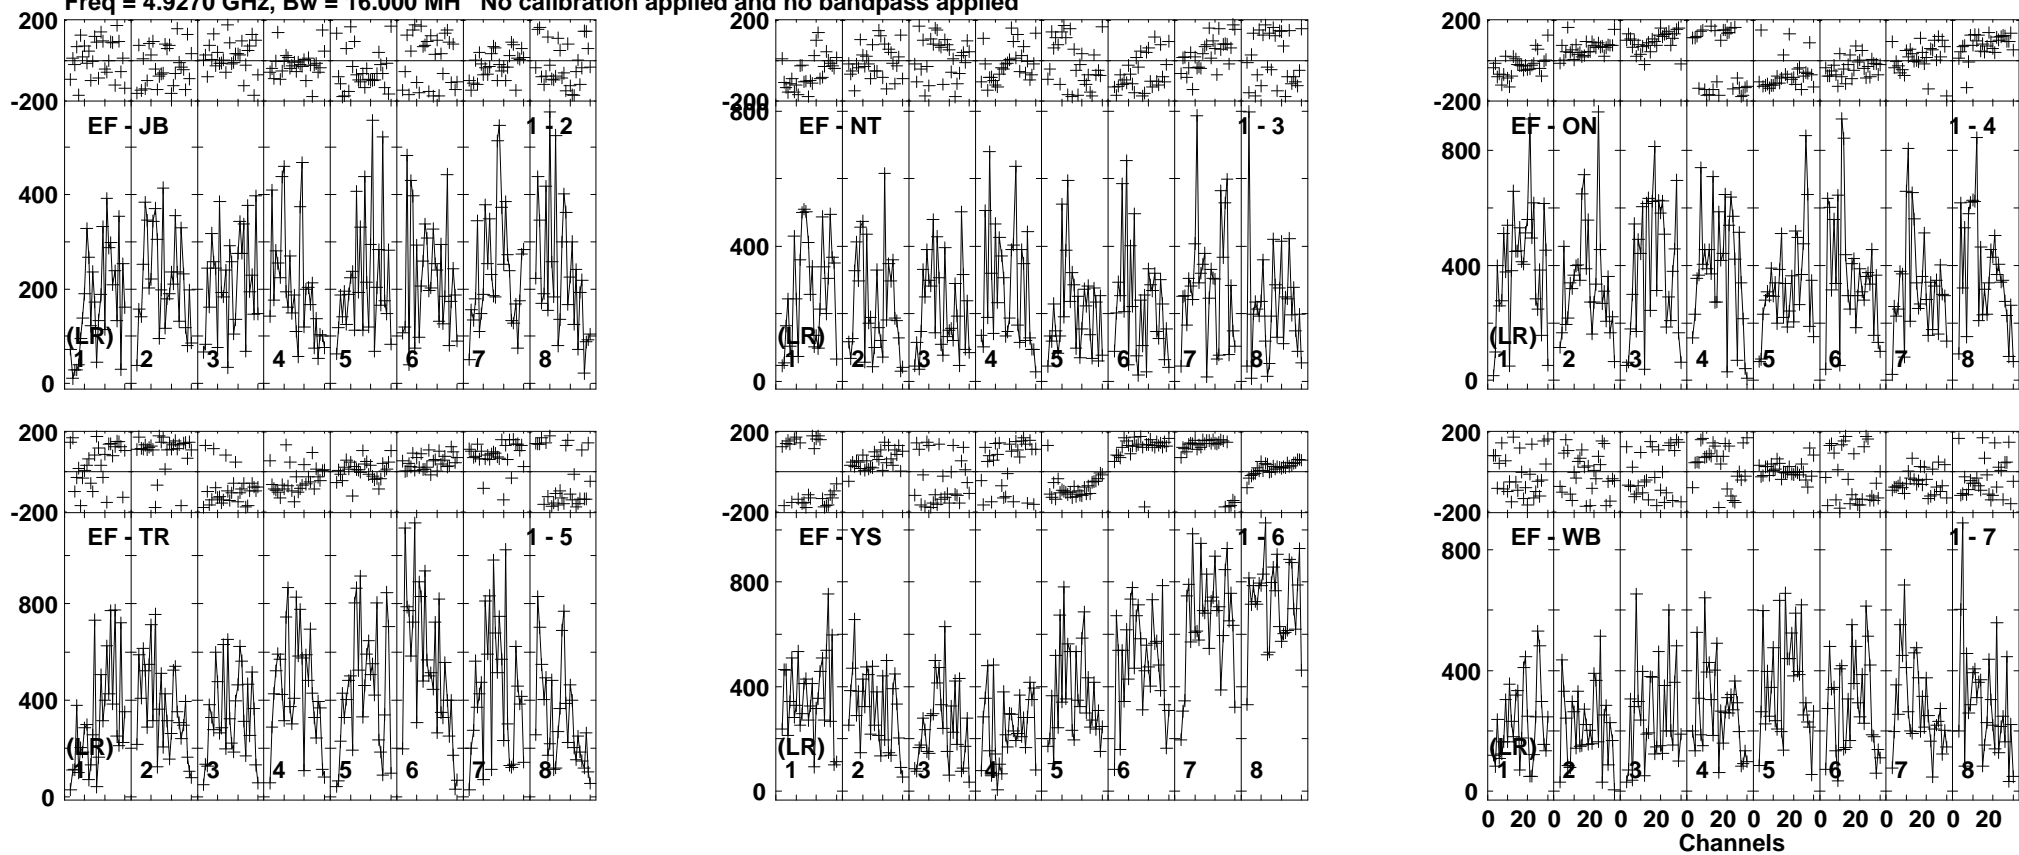 Freq = 4.9270 GHz, Bw = 16.000 MH No calibration applied and no bandpass applied
200
-200
EF - JB 1 - 2
400
200
0
(LR)
1 2 3 4 5 6 7 8
200
-200
800
EF - NT 1 - 3
400
0
(LR)
1 2 3 4 5 6 7 8
200
-200
EF - ON 1 - 4
800
400
0
(LR)
1 2 3 4 5 6 7 8
200
-200
EF - TR 1 - 5
800
400
0
(LR)
1 2 3 4 5 6 7 8
200
-200
EF - YS 1 - 6
800
400
0
(LR)
1 2 3 4 5 6 7 8
200
-200
EF - WB 1 - 7
800
400
0
(LR)
1 2 3 4 5 6 7 8
0 20 0 20 0 20 0 20 0 20 0 20 0 20
Channels